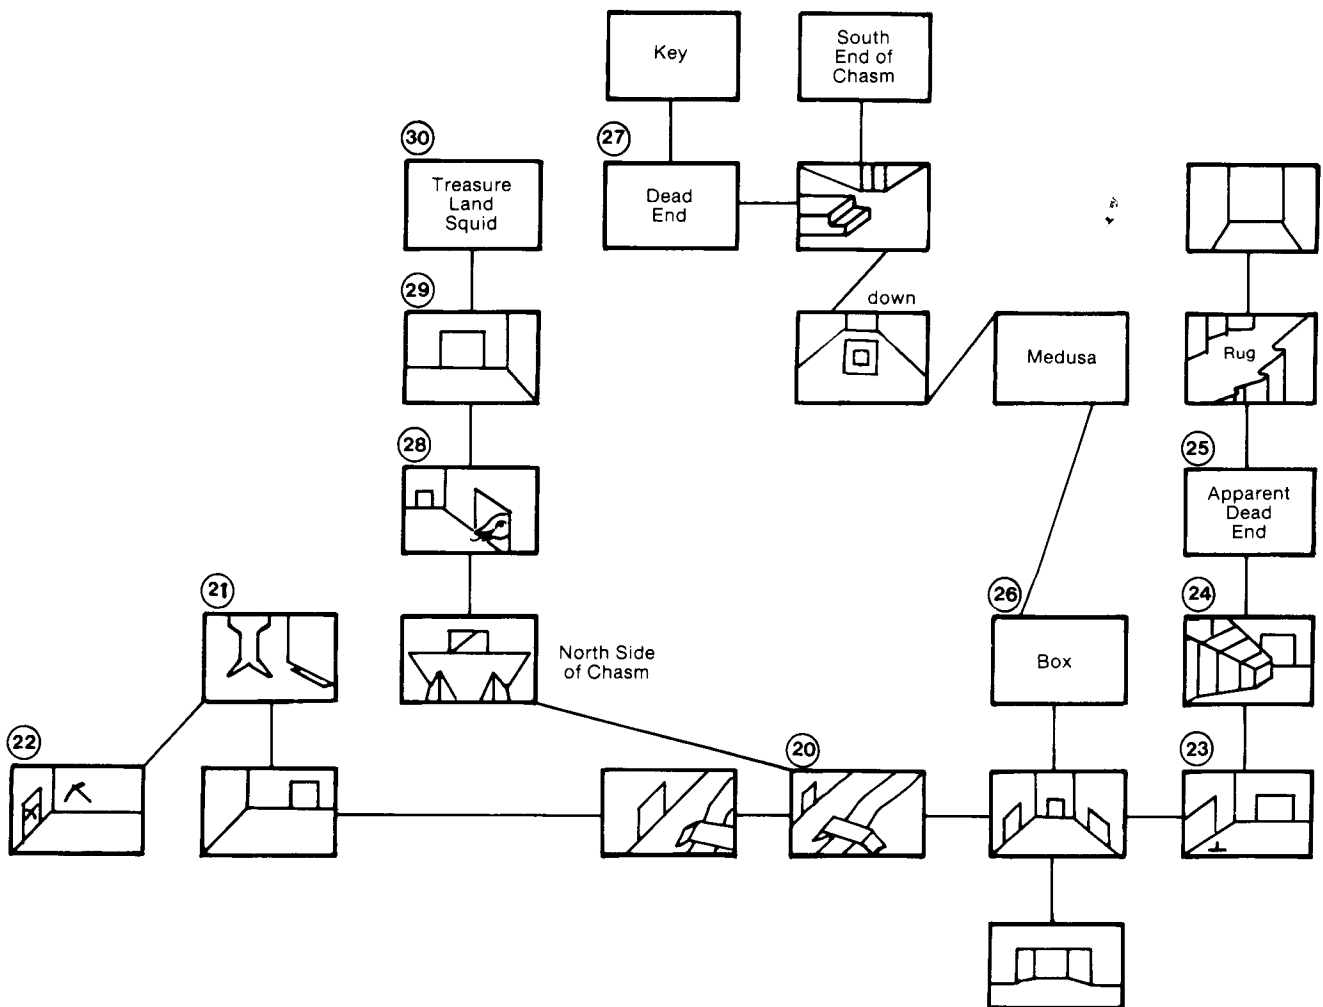 Key
South
End of
Chasm
30
27
Treasure
Land
Squid
Dead
End
29
down
Medusa
Rug
28
25
Apparent
Dead
End
21
26
24
North Side
of Chasm
Box
22
20
23